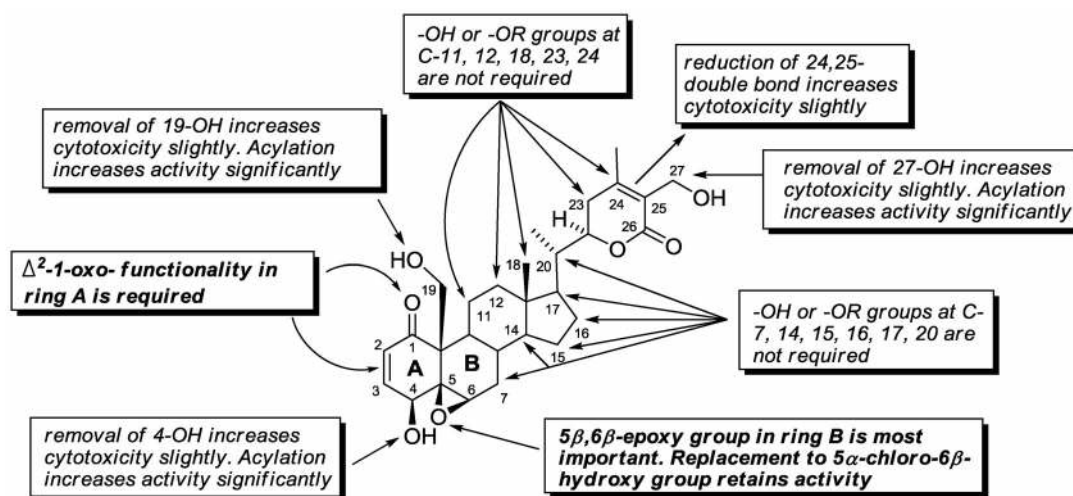 -OH or -OR groups at
C-11, 12, 18, 23, 24
are not required
reduction of 24,25-
double bond increases
cytotoxicity slightly
removal of 19-OH increases
cytotoxicity slightly. Acylation
increases activity significantly
removal of 27-OH increases
cytotoxicity slightly. Acylation
increases activity significantly
Δ²-1-oxo- functionality in
ring A is required
-OH or -OR groups at C-
7, 14, 15, 16, 17, 20 are
not required
removal of 4-OH increases
cytotoxicity slightly. Acylation
increases activity significantly
5β,6β-epoxy group in ring B is most
important. Replacement to 5α-chloro-6β-
hydroxy group retains activity
27
OH
23
24
25
26
H
O
O
20
18
HO
19
O
12
11
17
16
14
15
1
2
A
B
3
4
5
6
7
O
OH